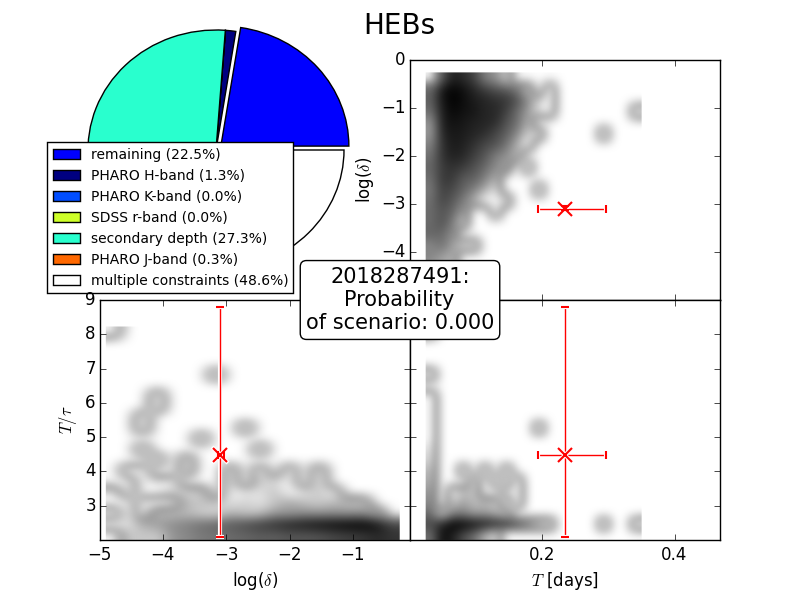 HEBs
remaining (22.5%)
PHARO H-band (1.3%)
PHARO K-band (0.0%)
SDSS r-band (0.0%)
secondary depth (27.3%)
PHARO J-band (0.3%)
multiple constraints (48.6%)
0
−1
−2
−3
−4
log(δ)
2018287491:
Probability
of scenario: 0.000
9
8
7
6
5
4
3
T/τ
−5 −4 −3 −2 −1
log(δ)
0.2 0.4
T [days]